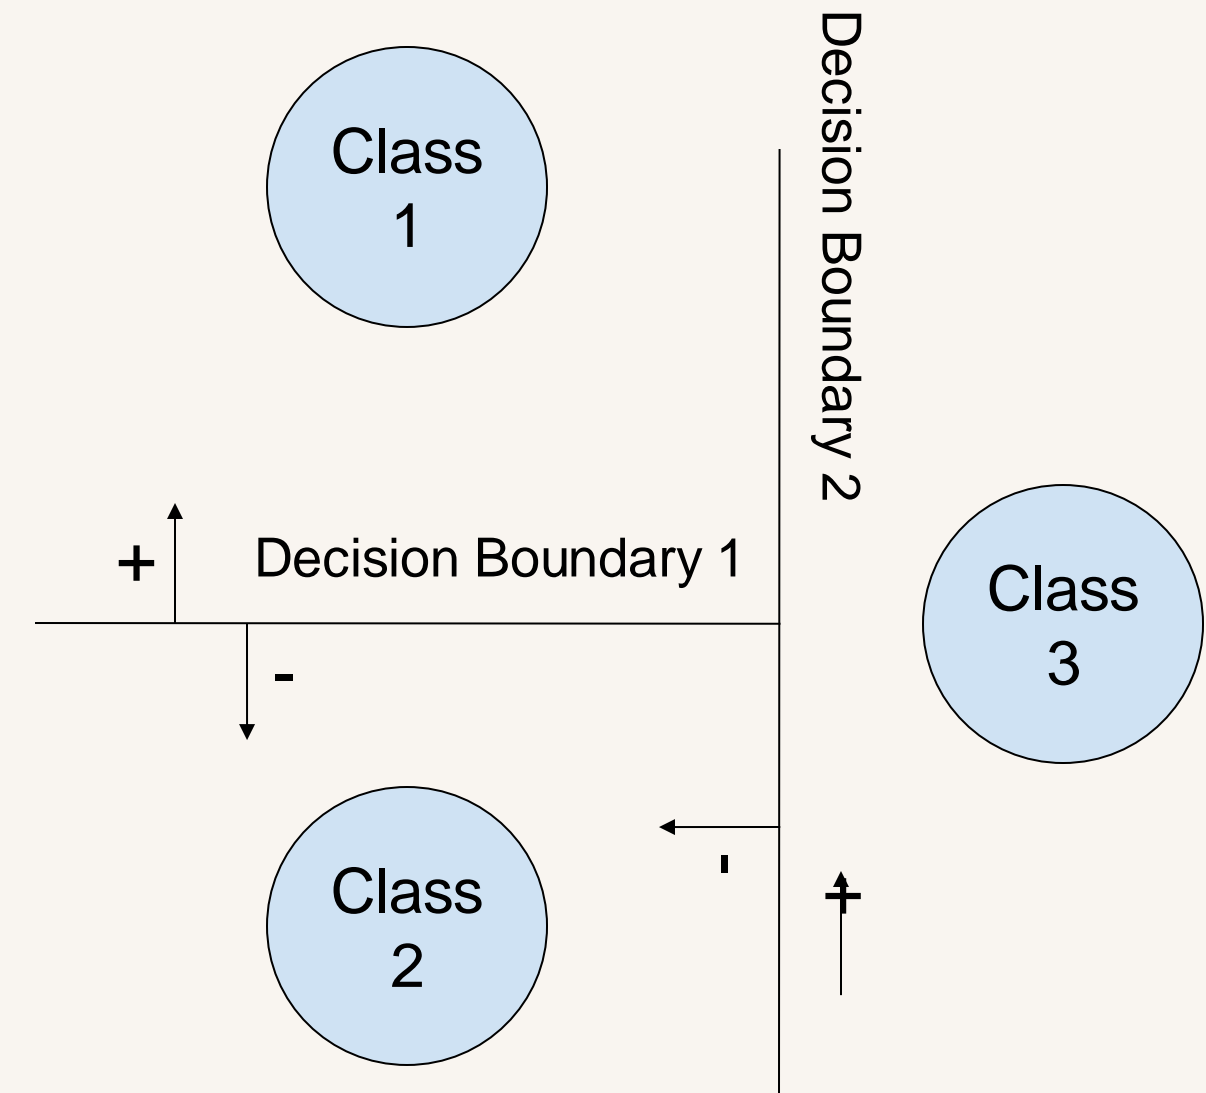 Class
1
Decision Boundary 2
+
Decision Boundary 1
Class
3
-
Class
2
-
+